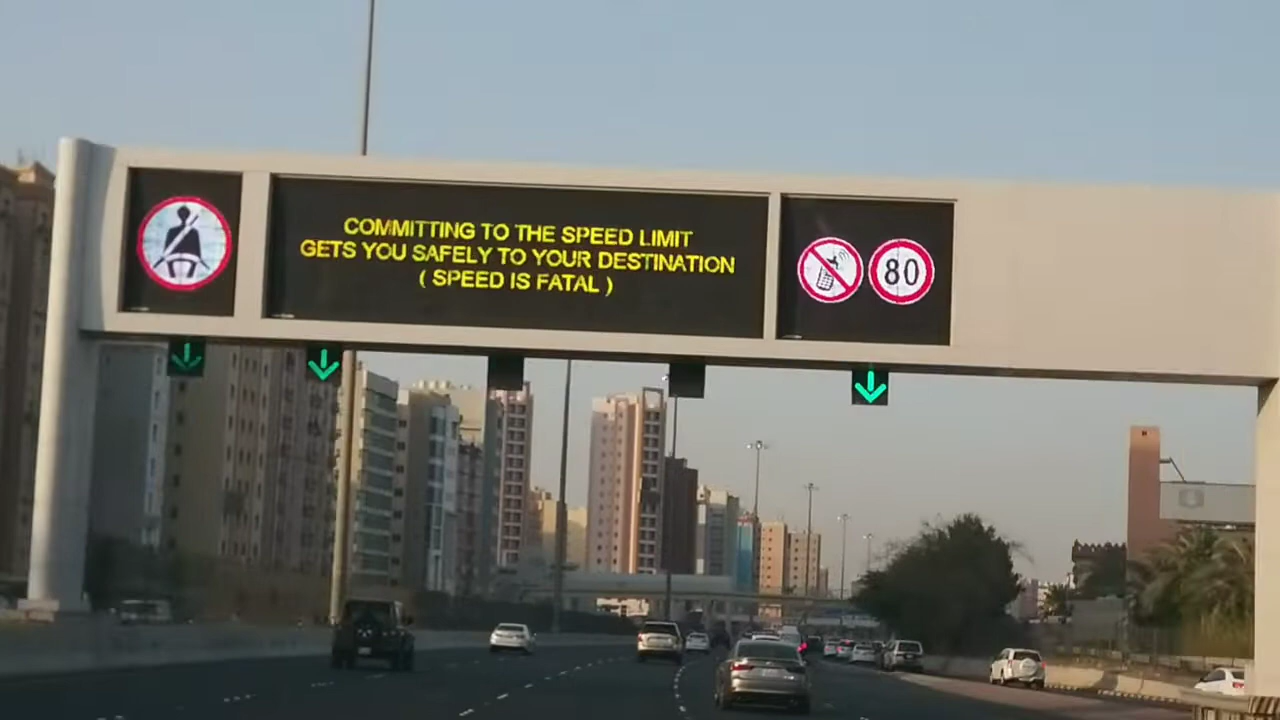 COMMITTING TO THE SPEED LIMIT
GETS YOU SAFELY TO YOUR DESTINATION
( SPEED IS FATAL )
80